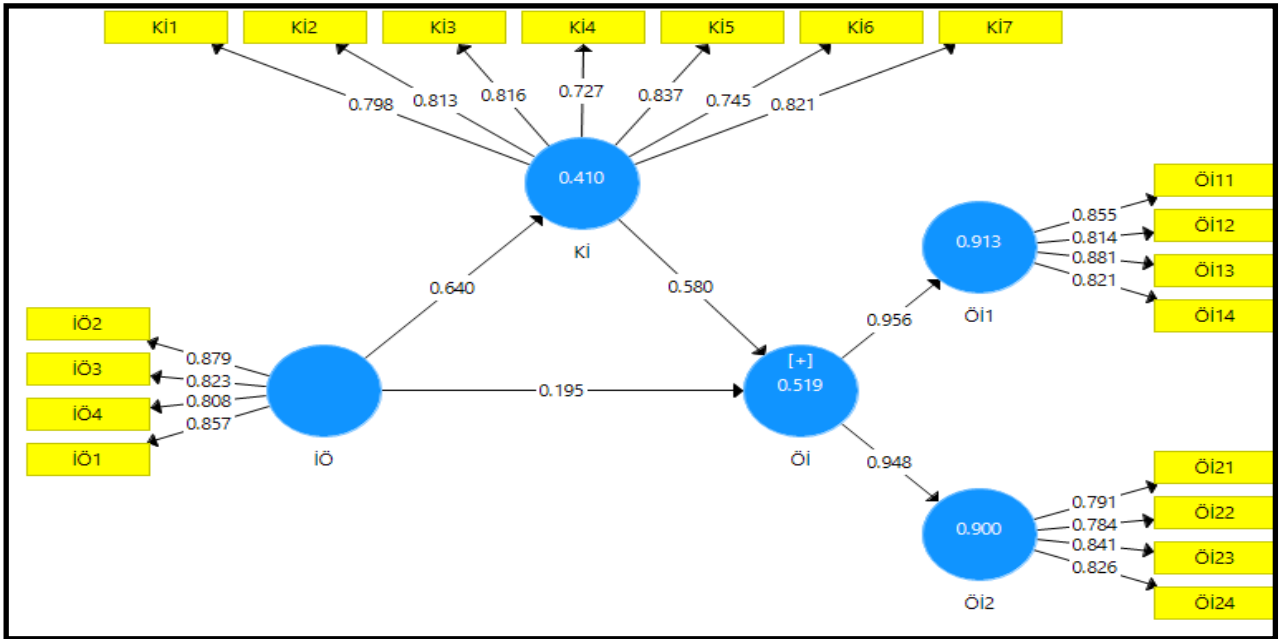 Kİ1 Kİ2 Kİ3 Kİ4 Kİ5 Kİ6 Kİ7
0.798 0.813 0.816 0.727 0.837 0.745 0.821
0.410
Kİ
0.640
0.580
İÖ2
İÖ3
İÖ4
İÖ1
0.879
0.823
0.808
0.857
İÖ
0.195
[+]
0.519
Öİ
0.956
0.948
0.913
Öİ1
0.855
0.814
0.881
0.821
Öİ11
Öİ12
Öİ13
Öİ14
0.900
Öİ2
0.791
0.784
0.841
0.826
Öİ21
Öİ22
Öİ23
Öİ24